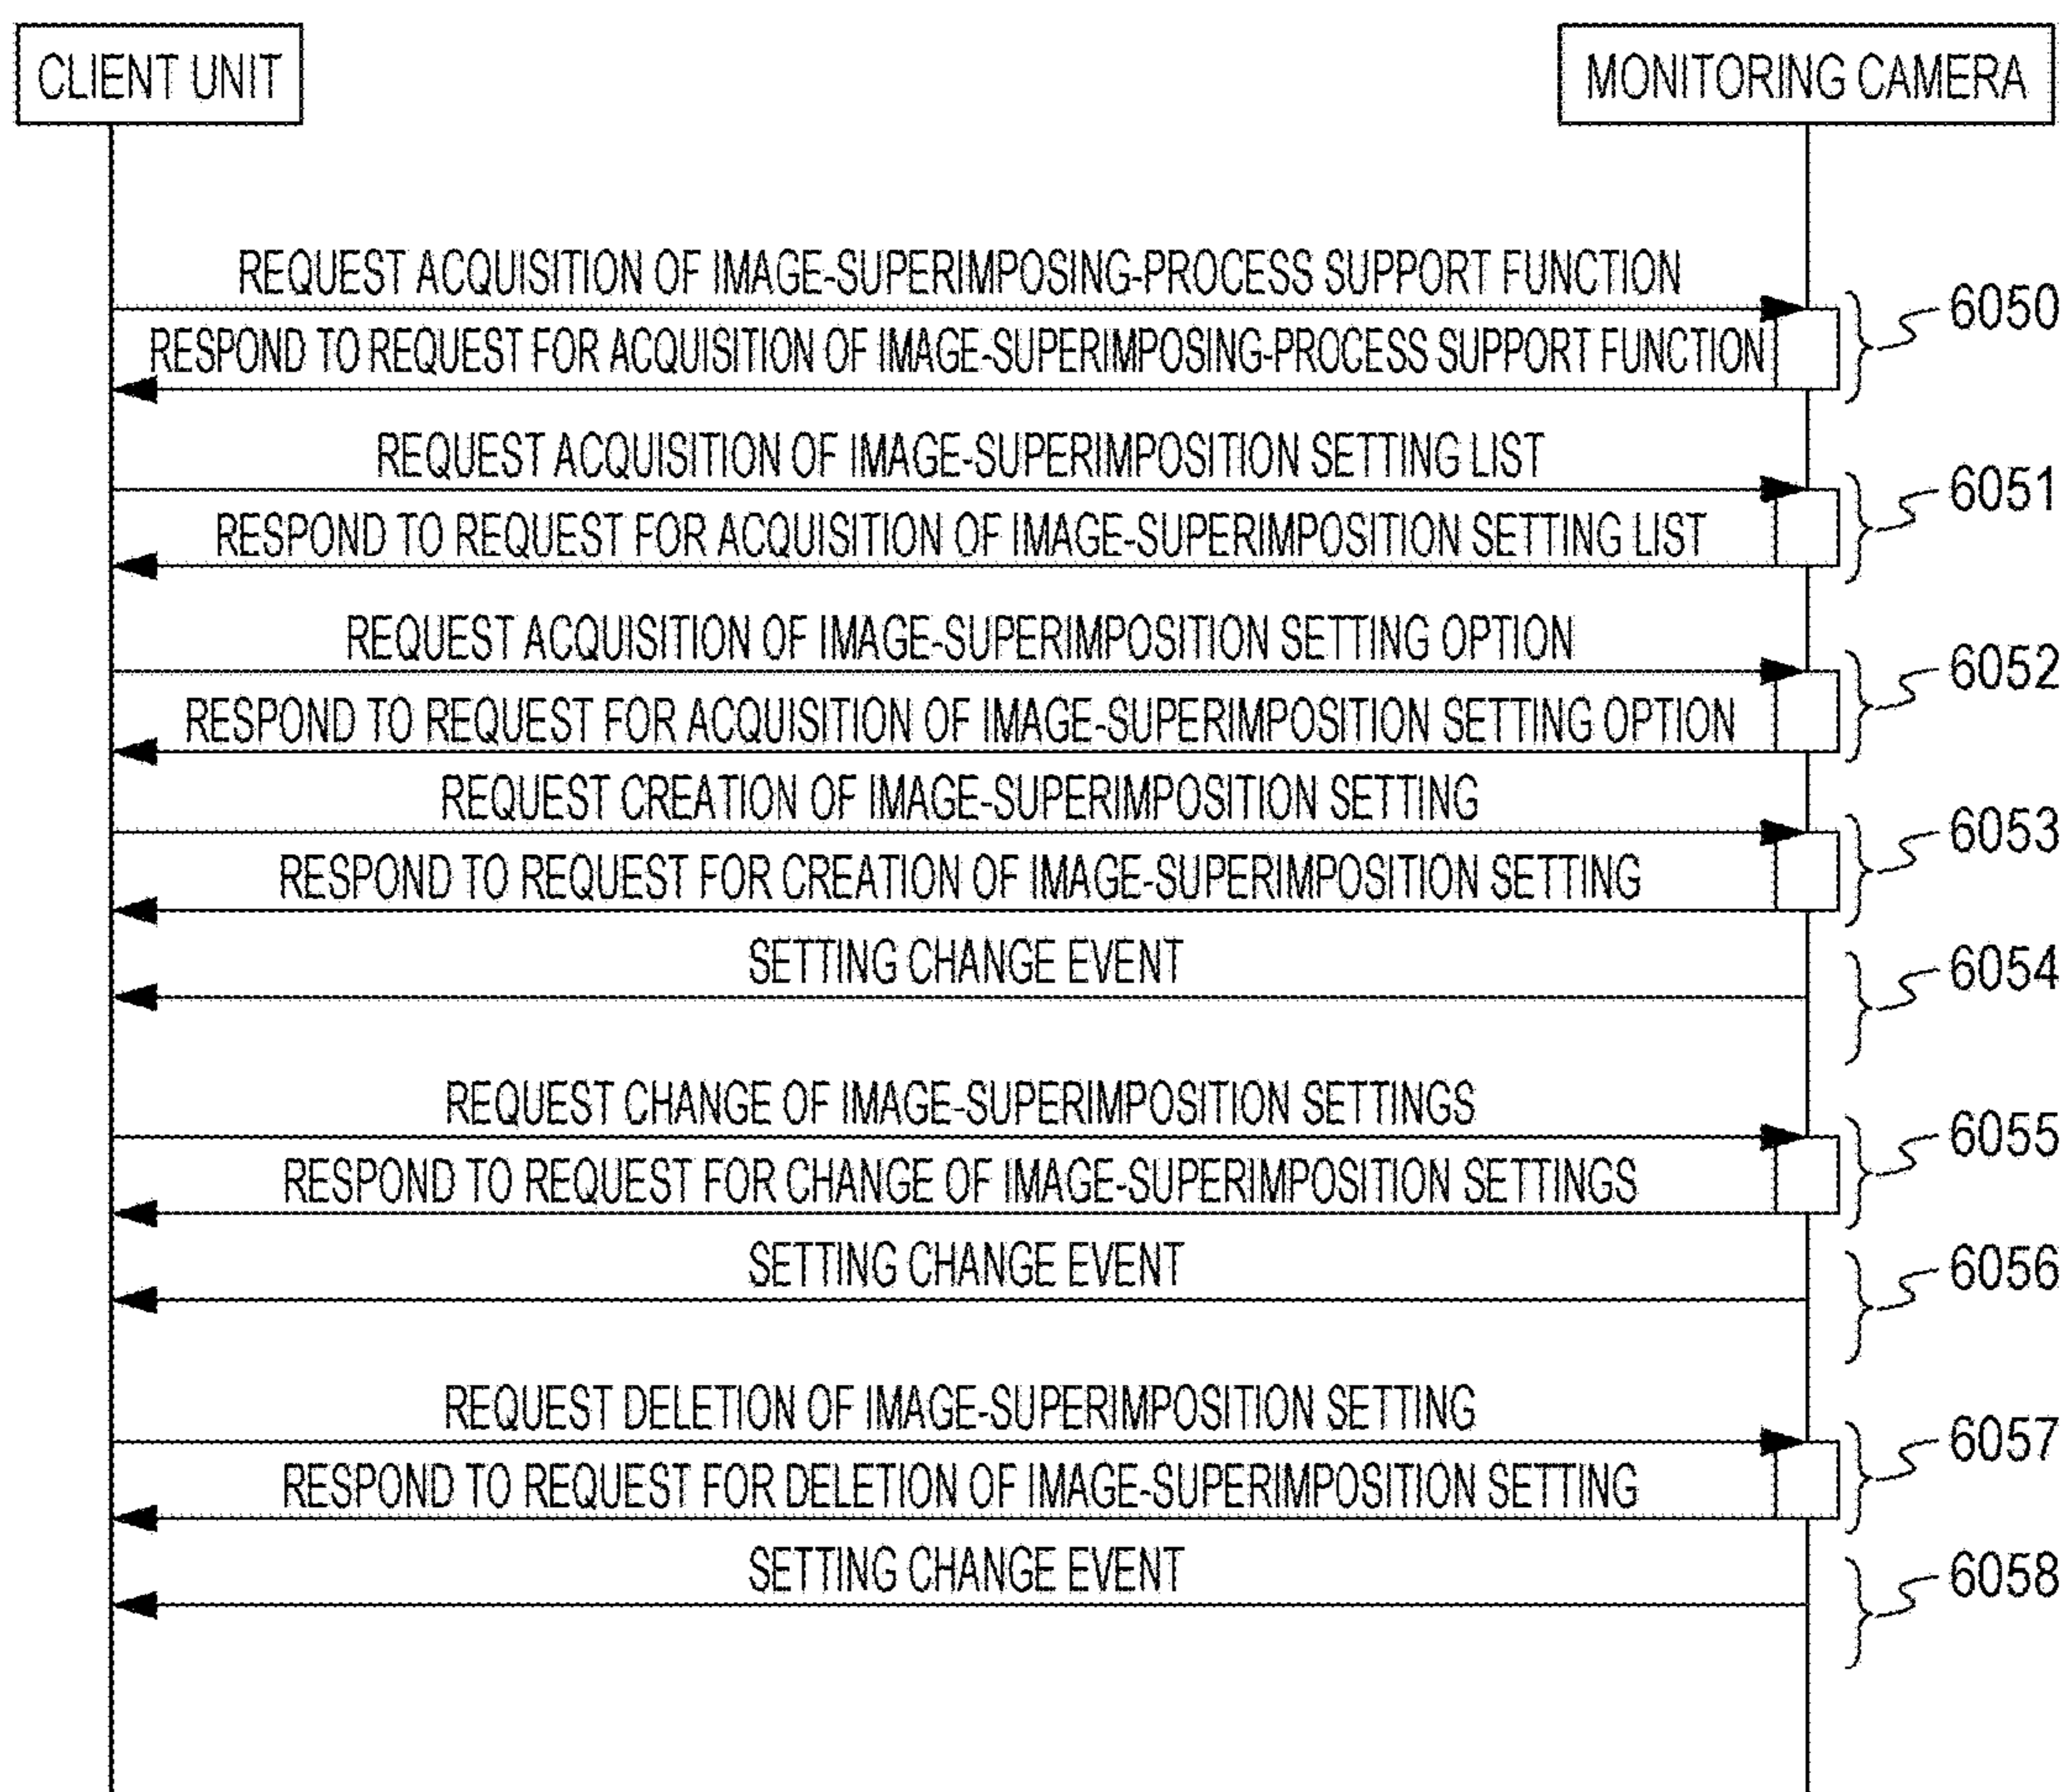 CLIENT UNIT
MONITORING CAMERA
REQUEST ACQUISITION OF IMAGE-SUPERIMPOSING-PROCESS SUPPORT FUNCTION
6050
RESPOND TO REQUEST FOR ACQUISITION OF IMAGE-SUPERIMPOSING-PROCESS SUPPORT FUNCTION
REQUEST ACQUISITION OF IMAGE-SUPERIMPOSITION SETTING LIST
6051
RESPOND TO REQUEST FOR ACQUISITION OF IMAGE-SUPERIMPOSITION SETTING LIST
REQUEST ACQUISITION OF IMAGE-SUPERIMPOSITION SETTING OPTION
6052
RESPOND TO REQUEST FOR ACQUISITION OF IMAGE-SUPERIMPOSITION SETTING OPTION
REQUEST CREATION OF IMAGE-SUPERIMPOSITION SETTING
6053
RESPOND TO REQUEST FOR CREATION OF IMAGE-SUPERIMPOSITION SETTING
SETTING CHANGE EVENT
6054
REQUEST CHANGE OF IMAGE-SUPERIMPOSITION SETTINGS
6055
RESPOND TO REQUEST FOR CHANGE OF IMAGE-SUPERIMPOSITION SETTINGS
SETTING CHANGE EVENT
6056
REQUEST DELETION OF IMAGE-SUPERIMPOSITION SETTING
6057
RESPOND TO REQUEST FOR DELETION OF IMAGE-SUPERIMPOSITION SETTING
SETTING CHANGE EVENT
6058